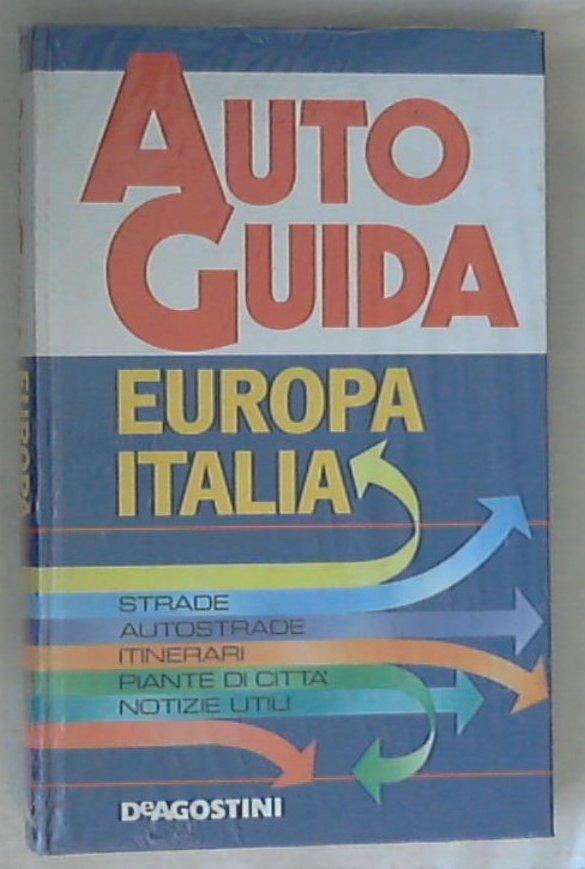 AUTO
GUIDA
EUROPA
ITALIA
STRADE
AUTOSTRADE
ITINERARI
PIANTE DI CITTÀ
NOTIZIE UTILI
DeAGOSTINI
EUROPA